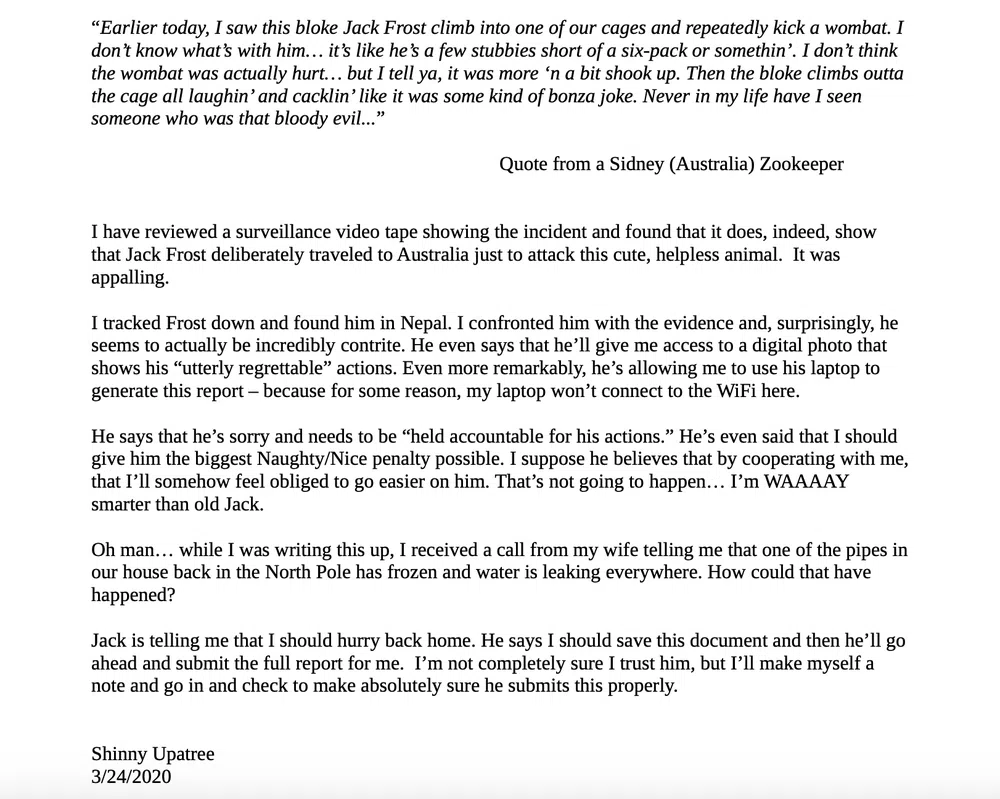 “Earlier today, I saw this bloke Jack Frost climb into one of our cages and repeatedly kick a wombat. I
don’t know what’s with him… it’s like he’s a few stubbies short of a six-pack or somethin’. I don’t think
the wombat was actually hurt… but I tell ya, it was more ‘n a bit shook up. Then the bloke climbs outta
the cage all laughin’ and cacklin’ like it was some kind of bonza joke. Never in my life have I seen
someone who was that bloody evil...”
Quote from a Sidney (Australia) Zookeeper
I have reviewed a surveillance video tape showing the incident and found that it does, indeed, show
that Jack Frost deliberately traveled to Australia just to attack this cute, helpless animal.  It was
appalling.
I tracked Frost down and found him in Nepal. I confronted him with the evidence and, surprisingly, he
seems to actually be incredibly contrite. He even says that he’ll give me access to a digital photo that
shows his “utterly regrettable” actions. Even more remarkably, he’s allowing me to use his laptop to
generate this report – because for some reason, my laptop won’t connect to the WiFi here.
He says that he’s sorry and needs to be “held accountable for his actions.” He’s even said that I should
give him the biggest Naughty/Nice penalty possible. I suppose he believes that by cooperating with me,
that I’ll somehow feel obliged to go easier on him. That’s not going to happen… I’m WAAAAY
smarter than old Jack.
Oh man… while I was writing this up, I received a call from my wife telling me that one of the pipes in
our house back in the North Pole has frozen and water is leaking everywhere. How could that have
happened?
Jack is telling me that I should hurry back home. He says I should save this document and then he’ll go
ahead and submit the full report for me.  I’m not completely sure I trust him, but I’ll make myself a
note and go in and check to make absolutely sure he submits this properly.
Shinny Upatree
3/24/2020